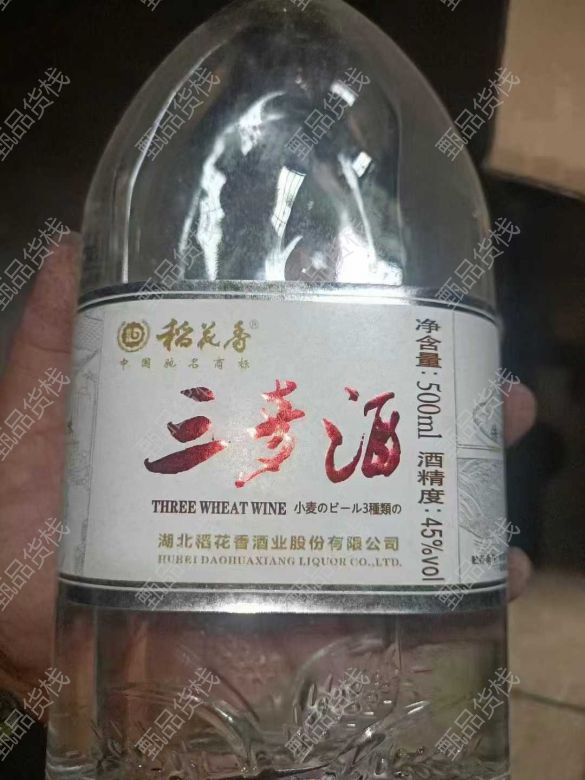 稻花香®
中国驰名商标
三麦酒
THREE WHEAT WINE 小麦のビール3種類の
湖北稻花香酒业股份有限公司
HUBEI DAOHUAXIANG LIQUOR CO.,LTD.
净含量:500ml 酒精度:45%vol
甄品货栈